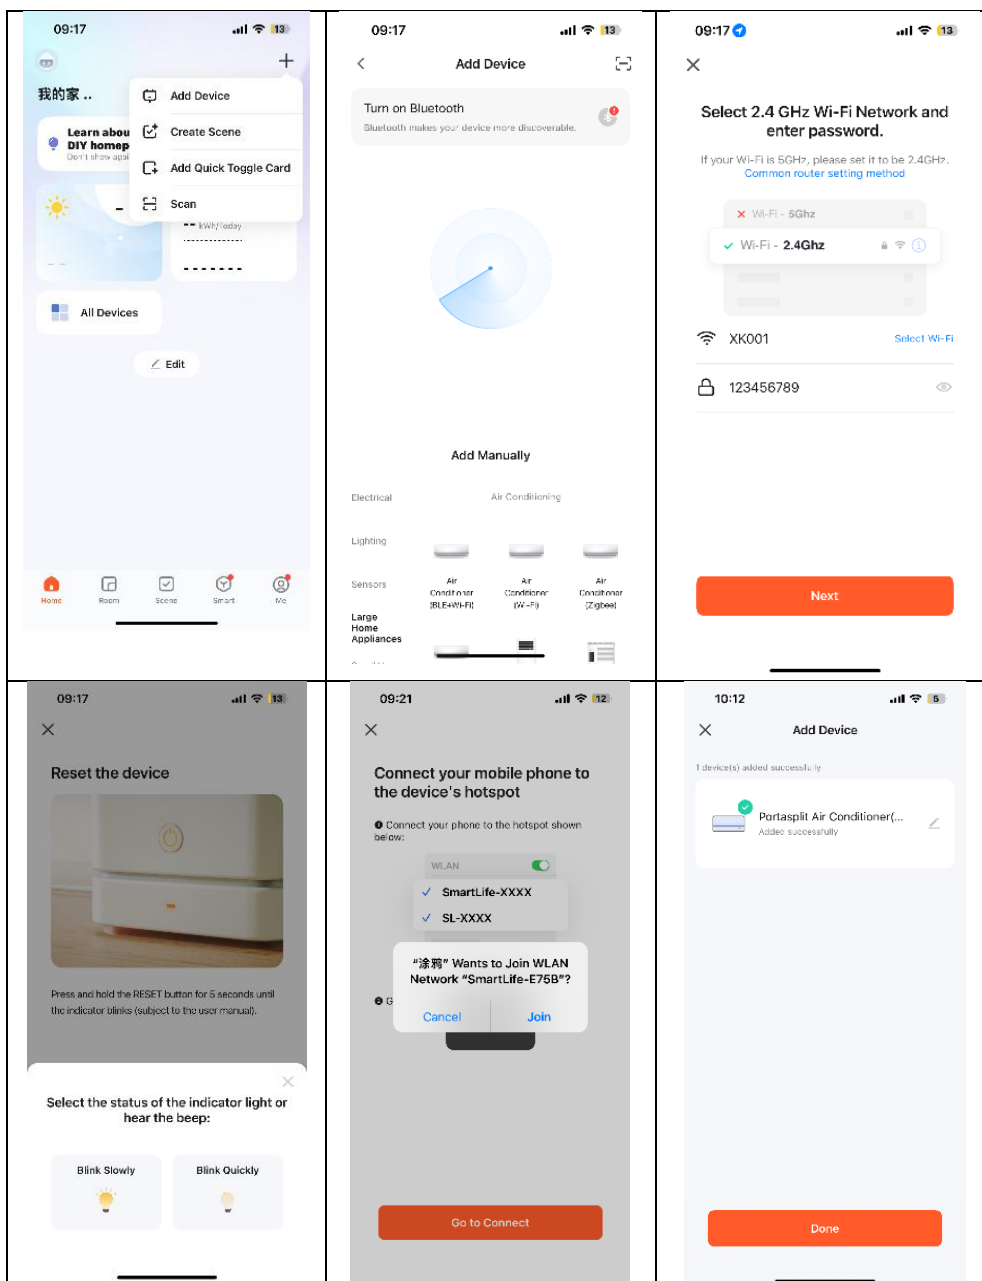 09:17
13
我的家 ..
Add Device
Create Scene
Add Quick Toggle Card
Scan
Learn abou
DIY homep
Don't show agai
kWh/Today
All Devices
Edit
Home
Room
Scene
Smart
Me
09:17
13
Add Device
Turn on Bluetooth
Bluetooth makes your device more discoverable.
Add Manually
Electrical
Air Conditioning
Lighting
Sensors
Large
Home
Appliances
Air
Conditioner
(BLE+Wi-Fi)
Air
Conditioner
(Wi-Fi)
Air
Conditioner
(Zigbee)
09:17
13
Select 2.4 GHz Wi-Fi Network and
enter password.
If your Wi-Fi is 5GHz, please set it to be 2.4GHz.
Common router setting method
Wi-Fi - 5Ghz
Wi-Fi - 2.4Ghz
XK001
Select Wi-Fi
123456789
Next
09:17
13
Reset the device
Press and hold the RESET button for 5 seconds until
the indicator blinks (subject to the user manual).
Select the status of the indicator light or
hear the beep:
Blink Slowly
Blink Quickly
09:21
12
Connect your mobile phone to
the device's hotspot
❶ Connect your phone to the hotspot shown
below:
WLAN
SmartLife-XXXX
SL-XXXX
“涂鸦” Wants to Join WLAN
Network “SmartLife-E75B”?
❷ G
Cancel
Join
Go to Connect
10:12
5
Add Device
1 device(s) added successfully
Portasplit Air Conditioner(...
Added successfully
Done